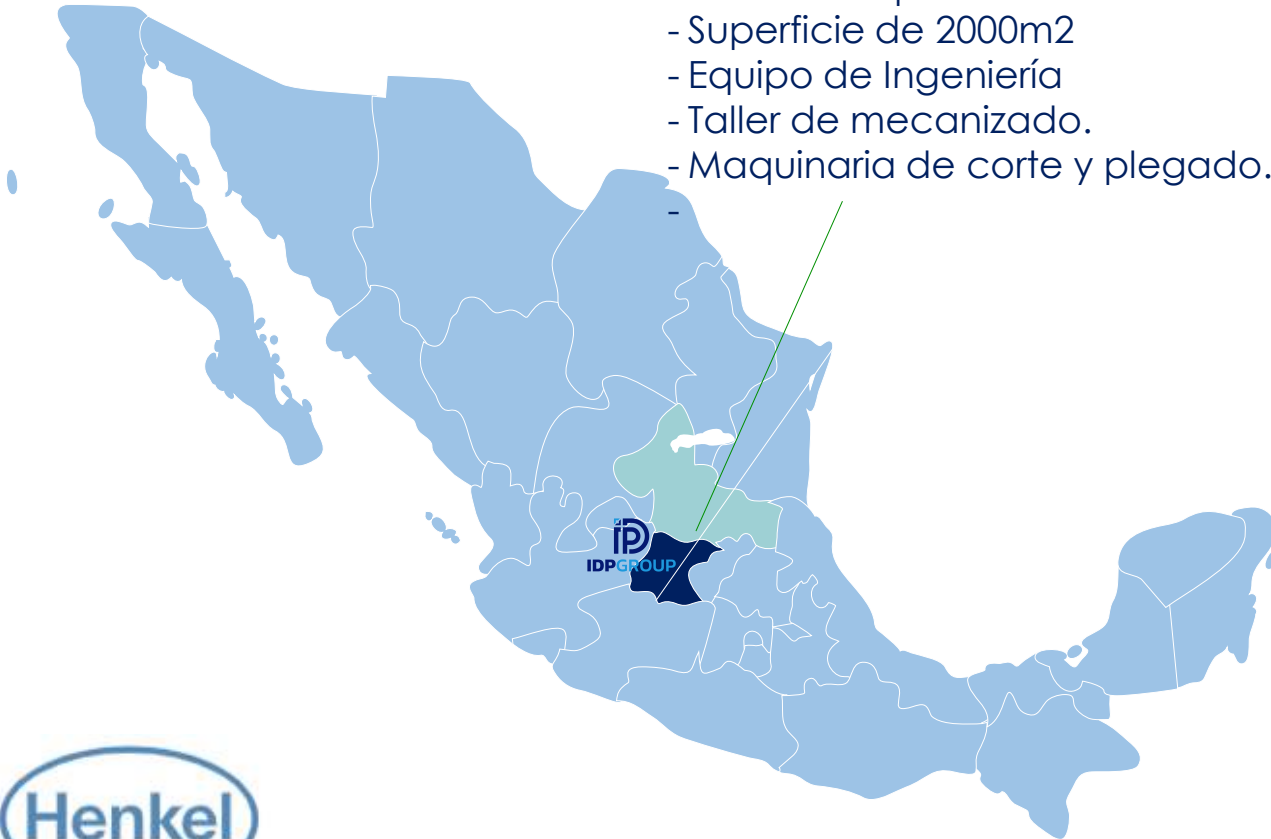 - Superficie de 2000m2
- Equipo de Ingeniería
- Taller de mecanizado.
- Maquinaria de corte y plegado.
-
IDPGROUP
Henkel